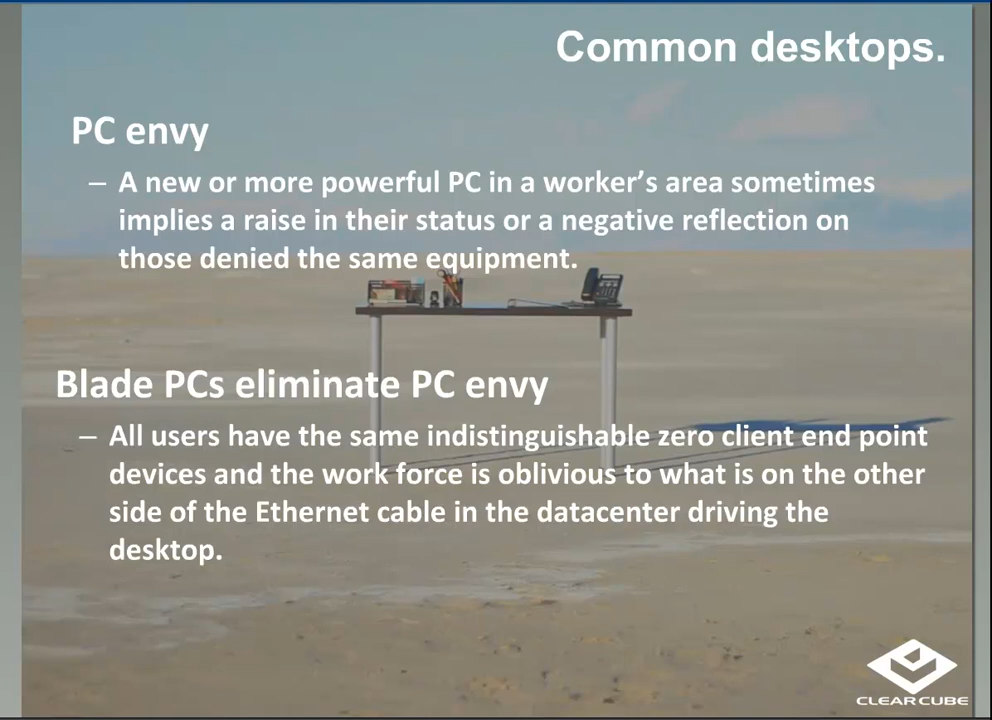 Common desktops.
PC envy
– A new or more powerful PC in a worker’s area sometimes
implies a raise in their status or a negative reflection on
those denied the same equipment.
Blade PCs eliminate PC envy
– All users have the same indistinguishable zero client end point
devices and the work force is oblivious to what is on the other
side of the Ethernet cable in the datacenter driving the
desktop.
CLEARCUBE